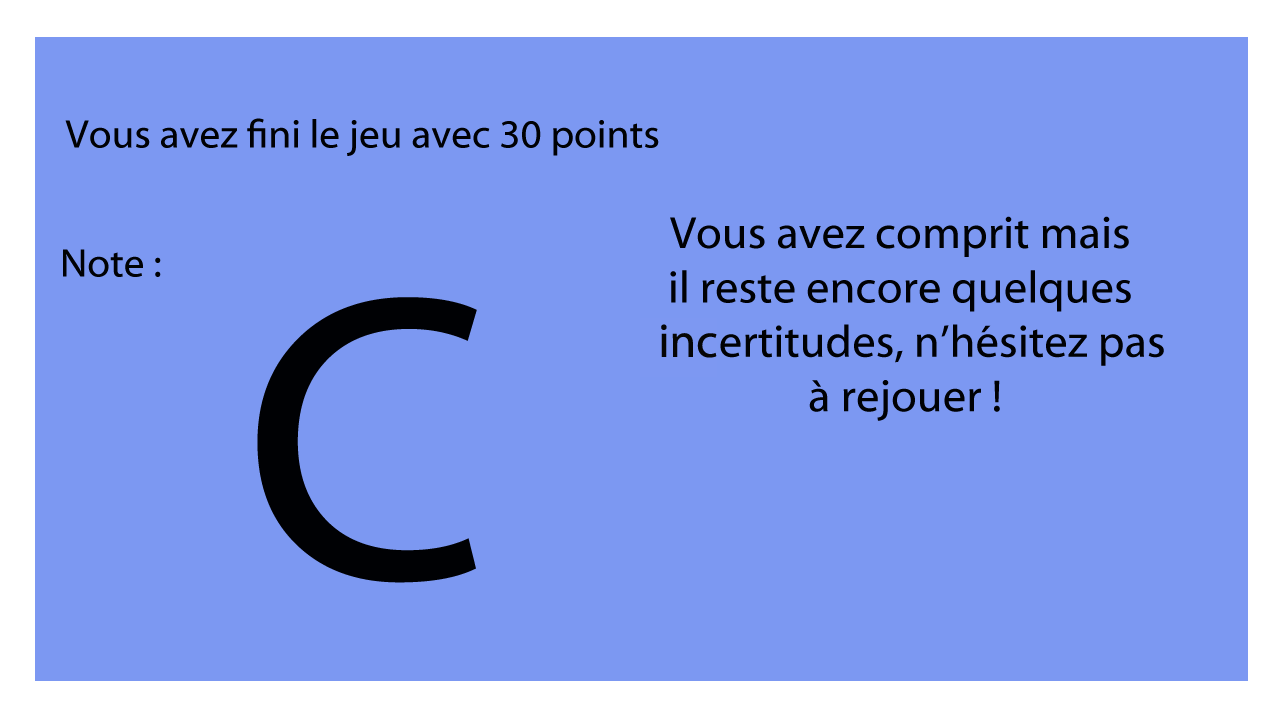 Vous avez fini le jeu avec 30 points
Note :
C
Vous avez comprit mais
il reste encore quelques
incertitudes, n’hésitez pas
à rejouer !